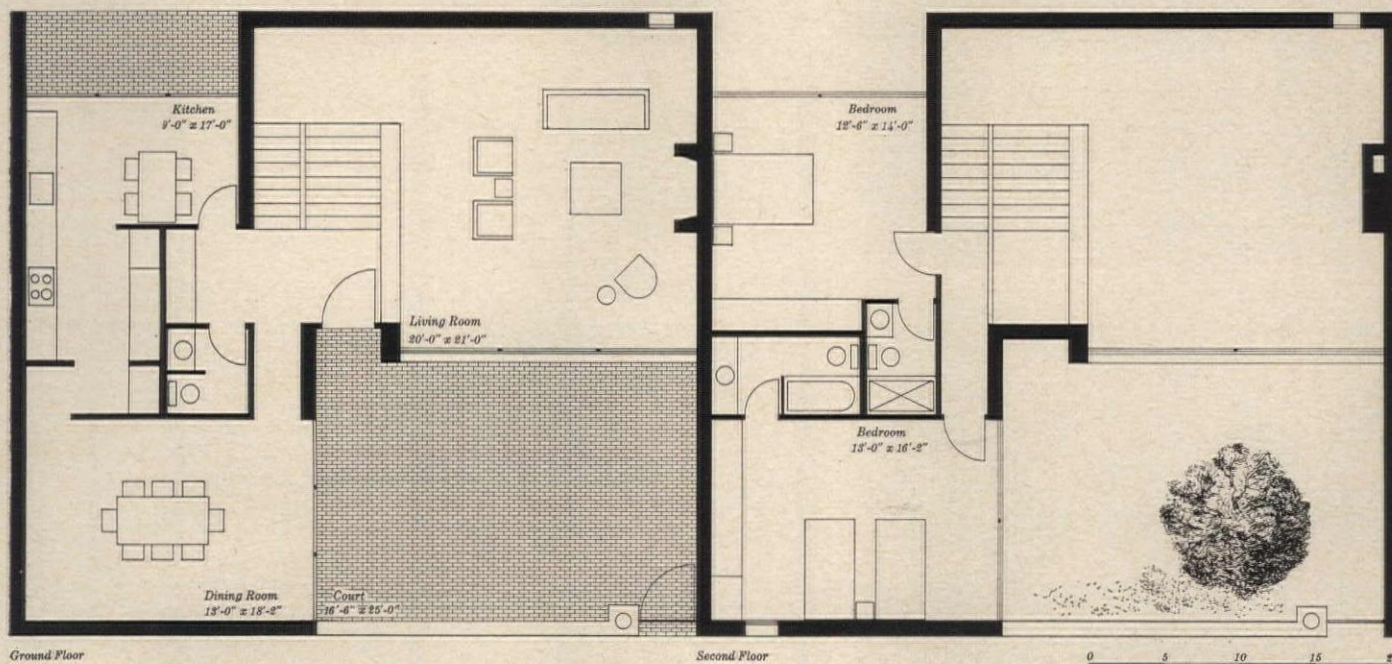 Kitchen
9'-0" x 17'-0"
Bedroom
12'-6" x 14'-0"
Living Room
20'-0" x 21'-0"
Bedroom
13'-0" x 16'-2"
Dining Room
13'-0" x 18'-2"
Court
16'-6" x 25'-0"
Ground Floor
Second Floor
0 5 10 15